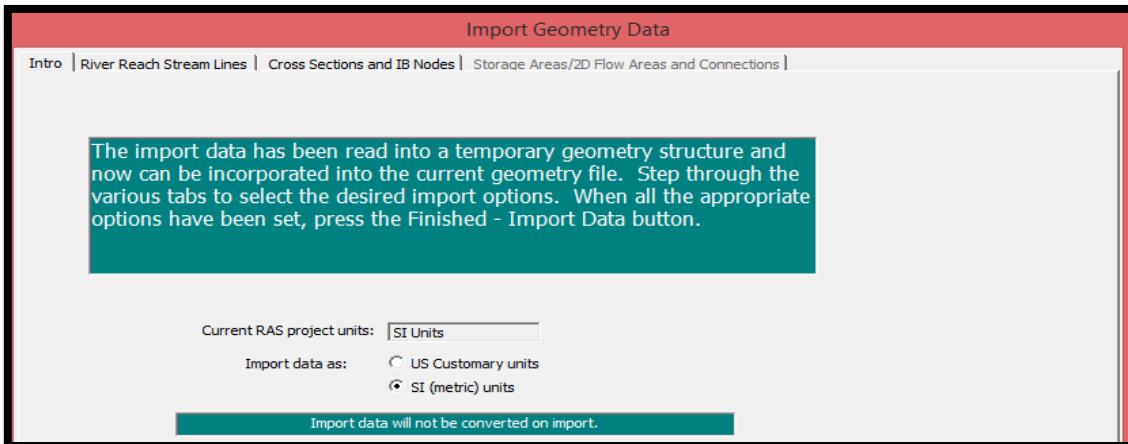 Import Geometry Data
Intro River Reach Stream Lines Cross Sections and IB Nodes Storage Areas/2D Flow Areas and Connections
The import data has been read into a temporary geometry structure and
now can be incorporated into the current geometry file. Step through the
various tabs to select the desired import options. When all the appropriate
options have been set, press the Finished - Import Data button.
Current RAS project units: SI Units
Import data as: US Customary units
SI (metric) units
Import data will not be converted on import.